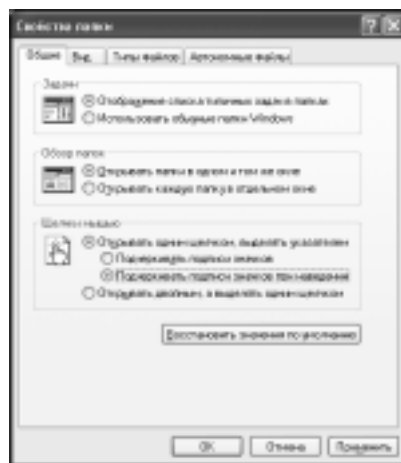 Свойства папки
Общие Вид Типы файлов Автономные файлы
Задачи
Отображение списка типичных задач в папках
Использовать обычные папки Windows
Обзор папок
Открывать папки в одном и том же окне
Открывать каждую папку в отдельном окне
Щелчки мышью
Открывать одним щелчком, выделять указателем
Подчеркивать подписи значков
Подчеркивать подписи значков при наведении
Открывать двойным, а выделять одним щелчком
Восстановить значения по умолчанию
OK Отмена Применить